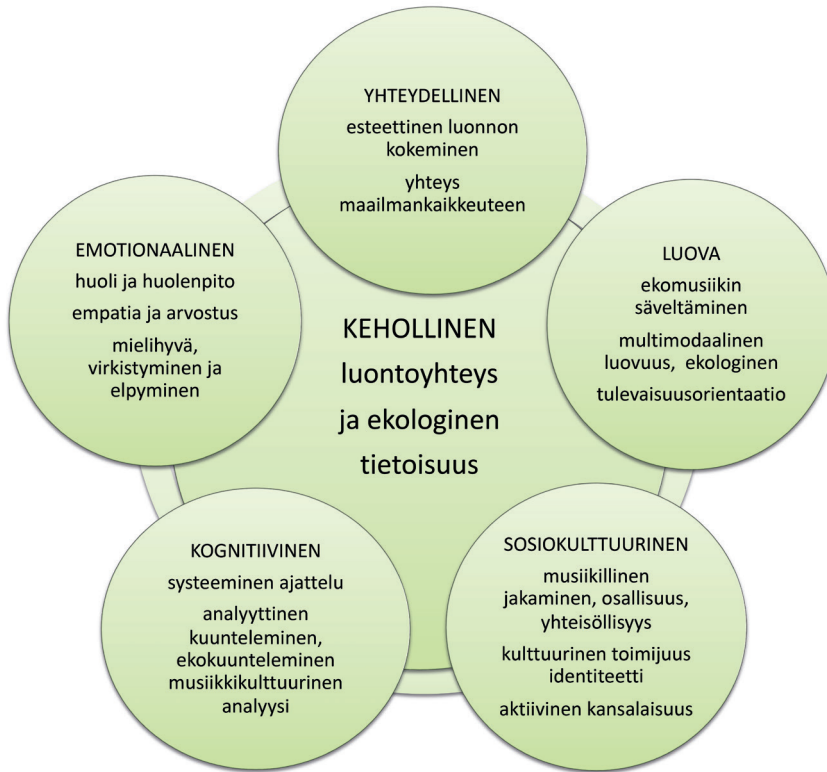 YHTEYDELLINEN
esteettinen luonnon
kokeminen
yhteys
maailmankaikkeuteen
EMOTIONAALINEN
huoli ja huolenpito
empatia ja arvostus
mielihyvä,
virkistyminen ja
elpyminen
LUOVA
ekomusiikin
säveltäminen
multimodaalinen
luovuus, ekologinen
tulevaisuusorientaatio
KEHOLLINEN
luontoyhteys
ja ekologinen
tietoisuus
KOGNITIIVINEN
systeeminen ajattelu
analyyttinen
kuunteleminen,
ekokuunteleminen
musiikkikulttuurinen
analyysi
SOSIOKULTTUURINEN
musiikillinen
jakaminen, osallisuus,
yhteisöllisyys
kulttuurinen toimijuus
identiteetti
aktiivinen kansalaisuus